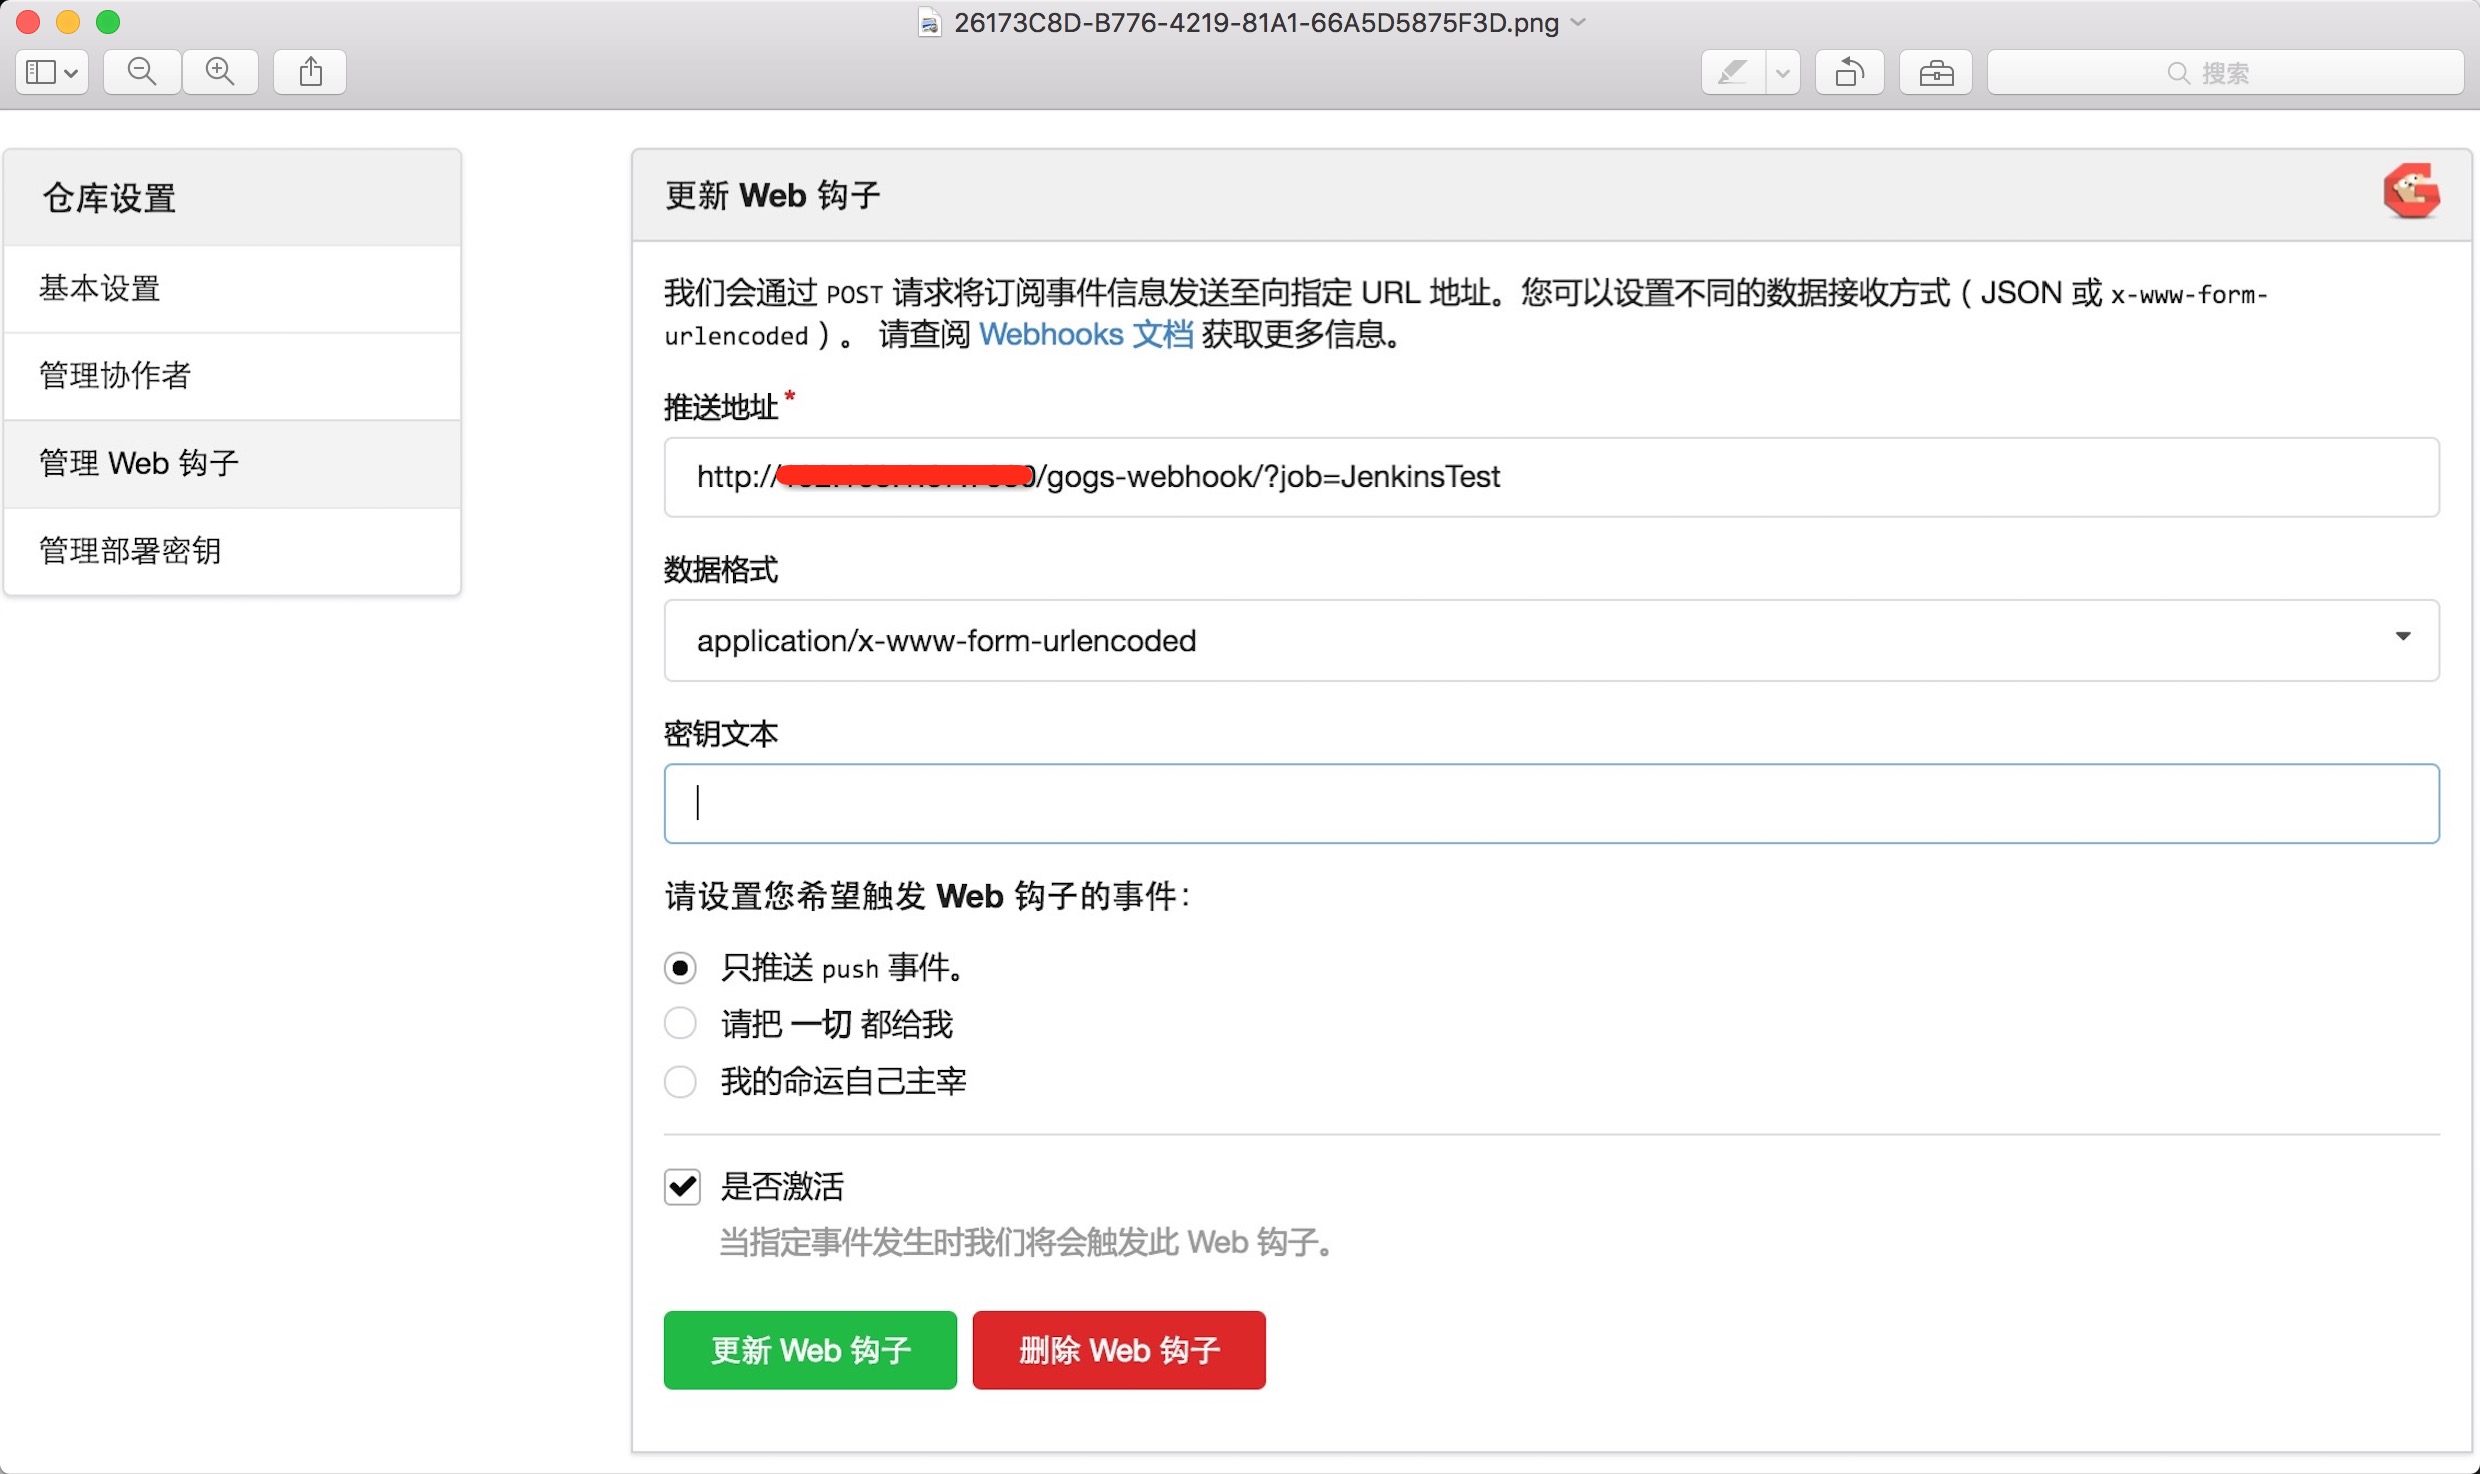 26173C8D-B776-4219-81A1-66A5D5875F3D.png
搜索
仓库设置
基本设置
管理协作者
管理 Web 钩子
管理部署密钥
更新 Web 钩子
我们会通过 POST 请求将订阅事件信息发送至向指定 URL 地址。您可以设置不同的数据接收方式 ( JSON 或 x-www-form-
urlencoded ) 。 请查阅 Webhooks 文档 获取更多信息。
推送地址 *
http:// /gogs-webhook/?job=JenkinsTest
数据格式
application/x-www-form-urlencoded
密钥文本
请设置您希望触发 Web 钩子的事件：
只推送 push 事件。
请把 一切 都给我
我的命运自己主宰
是否激活
当指定事件发生时我们将会触发此 Web 钩子。
更新 Web 钩子
删除 Web 钩子